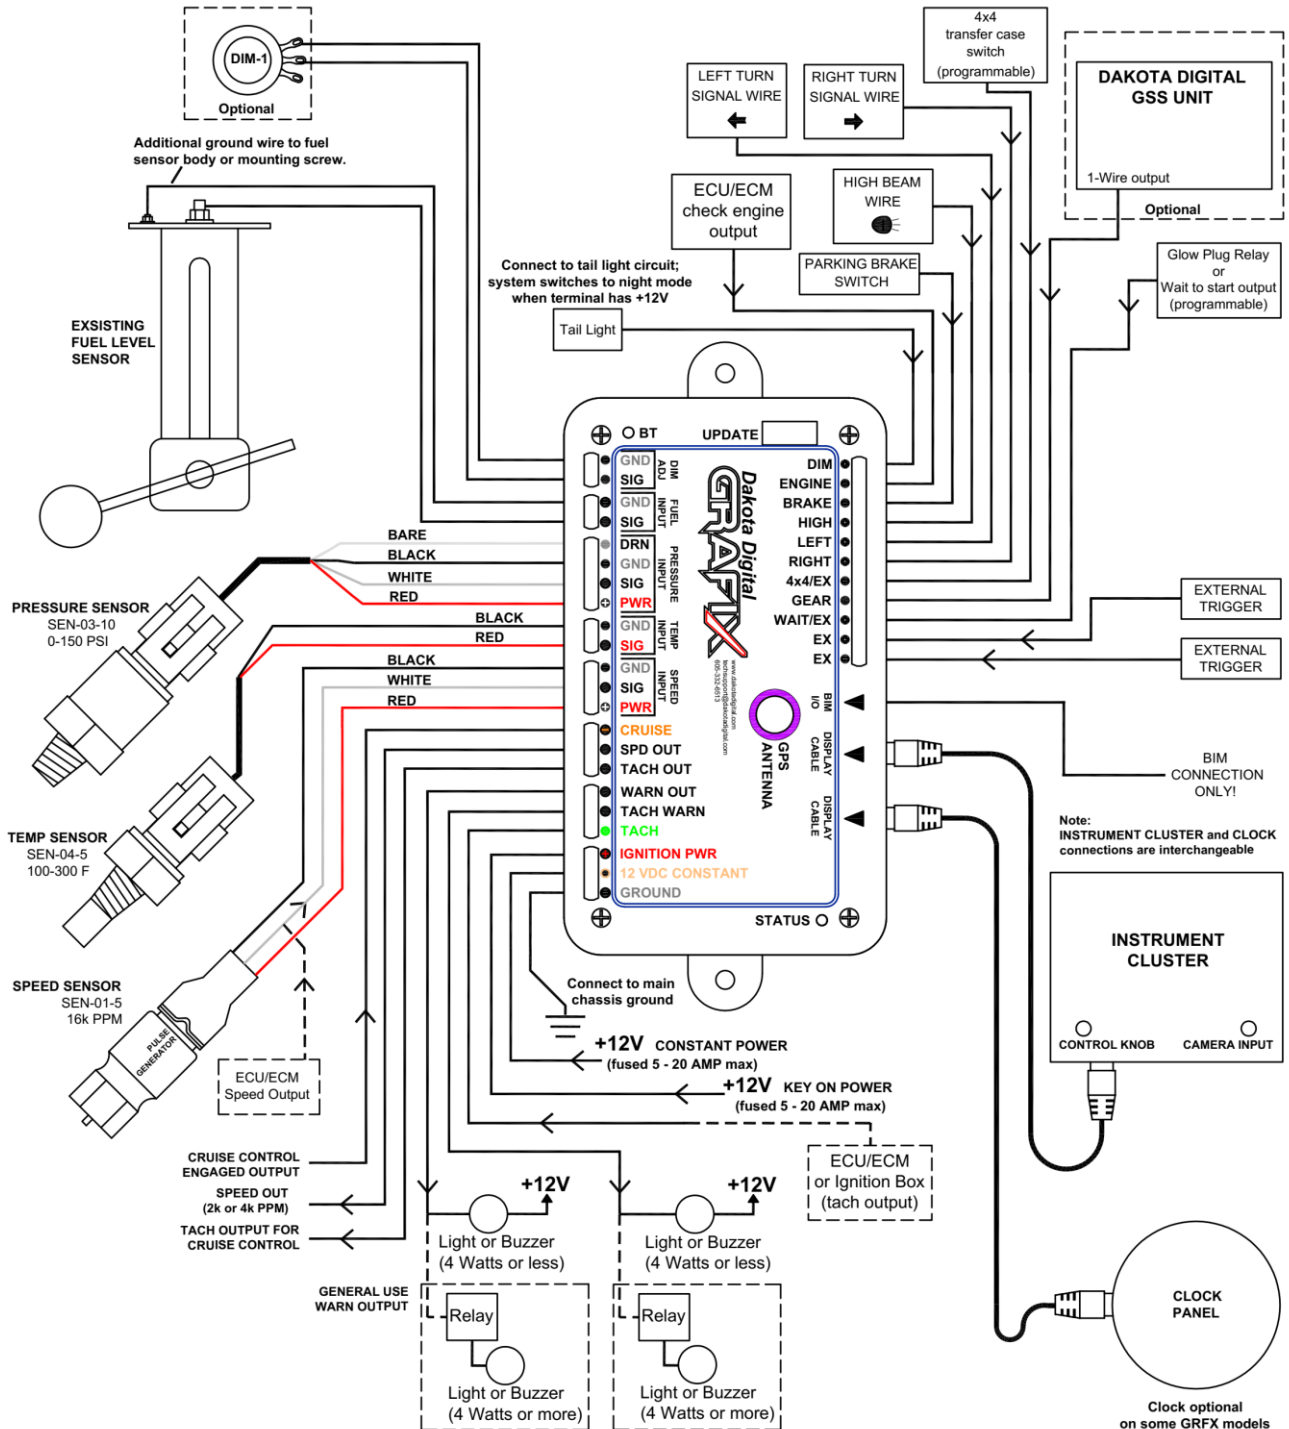 DIM-1
Optional
Additional ground wire to fuel
sensor body or mounting screw.
EXSISTING
FUEL LEVEL
SENSOR
LEFT TURN
SIGNAL WIRE
RIGHT TURN
SIGNAL WIRE
4x4
transfer case
switch
(programmable)
DAKOTA DIGITAL
GSS UNIT
1-Wire output
Optional
ECU/ECM
check engine
output
HIGH BEAM
WIRE
PARKING BRAKE
SWITCH
Glow Plug Relay
or
Wait to start output
(programmable)
Connect to tail light circuit;
system switches to night mode
when terminal has +12V
Tail Light
BT
UPDATE
GND
SIG
DIM
ADJ
GND
SIG
FUEL
INPUT
DRN
GND
SIG
PWR
PRESSURE
INPUT
GND
SIG
TEMP
INPUT
GND
SIG
PWR
SPEED
INPUT
CRUISE
SPD OUT
TACH OUT
WARN OUT
TACH WARN
TACH
IGNITION PWR
12 VDC CONSTANT
GROUND
Dakota Digital
GRAFIX
www.dakotadigital.com
techsupport@dakotadigital.com
605-332-6513
GPS
ANTENNA
DIM
ENGINE
BRAKE
HIGH
LEFT
RIGHT
4x4/EX
GEAR
WAIT/EX
EX
EX
BIM
I/O
DISPLAY
CABLE
DISPLAY
CABLE
STATUS
BARE
BLACK
WHITE
RED
BLACK
RED
BLACK
WHITE
RED
PRESSURE SENSOR
SEN-03-10
0-150 PSI
TEMP SENSOR
SEN-04-5
100-300 F
SPEED SENSOR
SEN-01-5
16k PPM
PULSE
GENERATOR
ECU/ECM
Speed Output
EXTERNAL
TRIGGER
EXTERNAL
TRIGGER
BIM
CONNECTION
ONLY!
Note:
INSTRUMENT CLUSTER and CLOCK
connections are interchangeable
INSTRUMENT
CLUSTER
CONTROL KNOB
CAMERA INPUT
Connect to main
chassis ground
+12V CONSTANT POWER
(fused 5 - 20 AMP max)
+12V KEY ON POWER
(fused 5 - 20 AMP max)
ECU/ECM
or Ignition Box
(tach output)
CRUISE CONTROL
ENGAGED OUTPUT
SPEED OUT
(2k or 4k PPM)
TACH OUTPUT FOR
CRUISE CONTROL
+12V
Light or Buzzer
(4 Watts or less)
+12V
Light or Buzzer
(4 Watts or less)
GENERAL USE
WARN OUTPUT
Relay
Light or Buzzer
(4 Watts or more)
Relay
Light or Buzzer
(4 Watts or more)
CLOCK
PANEL
Clock optional
on some GRFX models